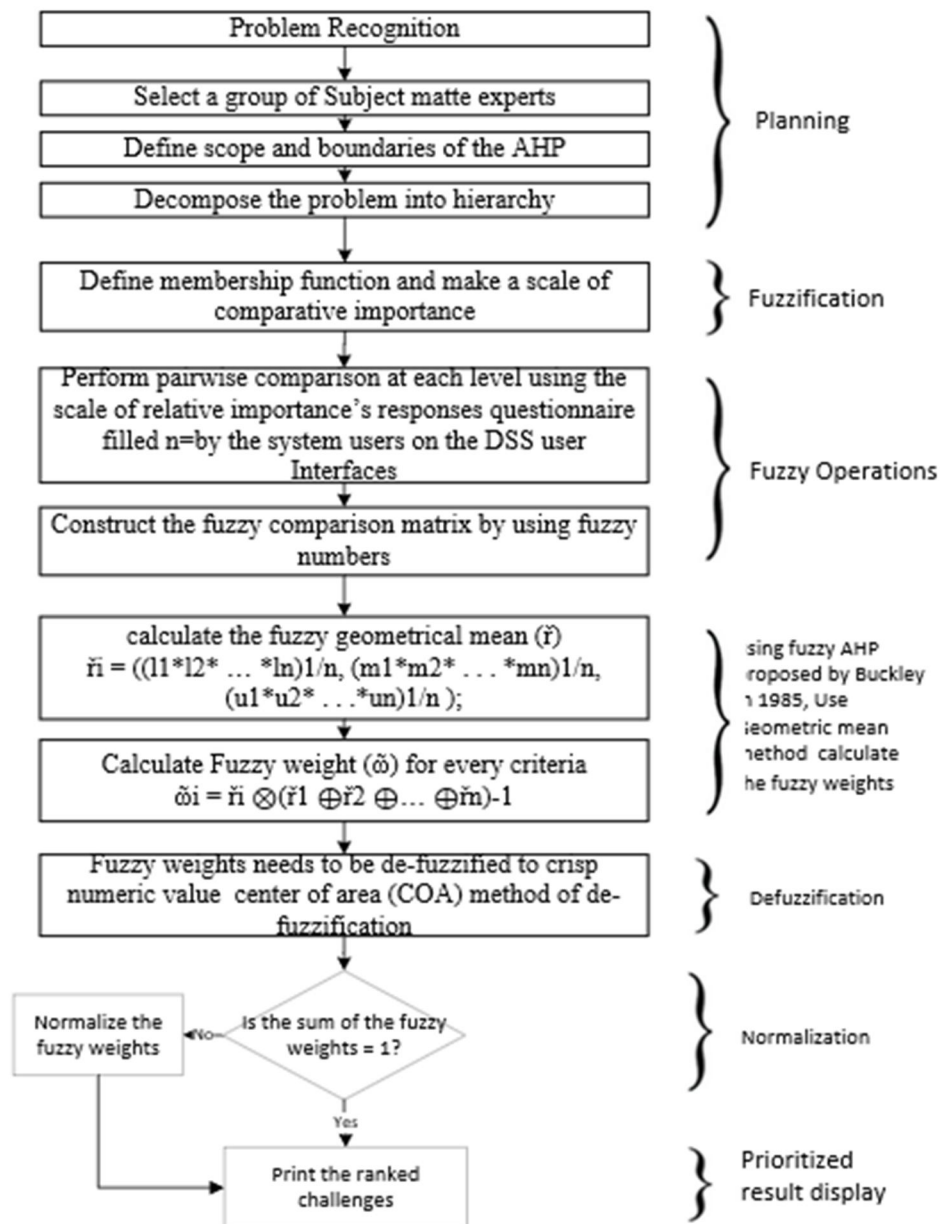 Problem Recognition
Select a group of Subject matte experts
Define scope and boundaries of the AHP
Decompose the problem into hierarchy
Planning
Define membership function and make a scale of
comparative importance
Fuzzification
Perform pairwise comparison at each level using the
scale of relative importance’s responses questionnaire
filled n=by the system users on the DSS user
Interfaces
Construct the fuzzy comparison matrix by using fuzzy
numbers
Fuzzy Operations
calculate the fuzzy geometrical mean (ř)
ři = ((l1*l2* ... *ln)1/n, (m1*m2* . . . *mn)1/n,
(u1*u2* . . .*un)1/n );
Calculate Fuzzy weight (ῶ) for every criteria
ῶi = ři ⊗(ř1 ⊕ř2 ⊕... ⊕řn)-1
sing fuzzy AHP
roposed by Buckley
1985, Use
eometric mean
ethod calculate
he fuzzy weights
Fuzzy weights needs to be de-fuzzified to crisp
numeric value center of area (COA) method of de-
fuzzification
Defuzzification
Is the sum of the fuzzy
weights = 1?
No
Normalize the
fuzzy weights
Normalization
Yes
Print the ranked
challenges
Prioritized
result display